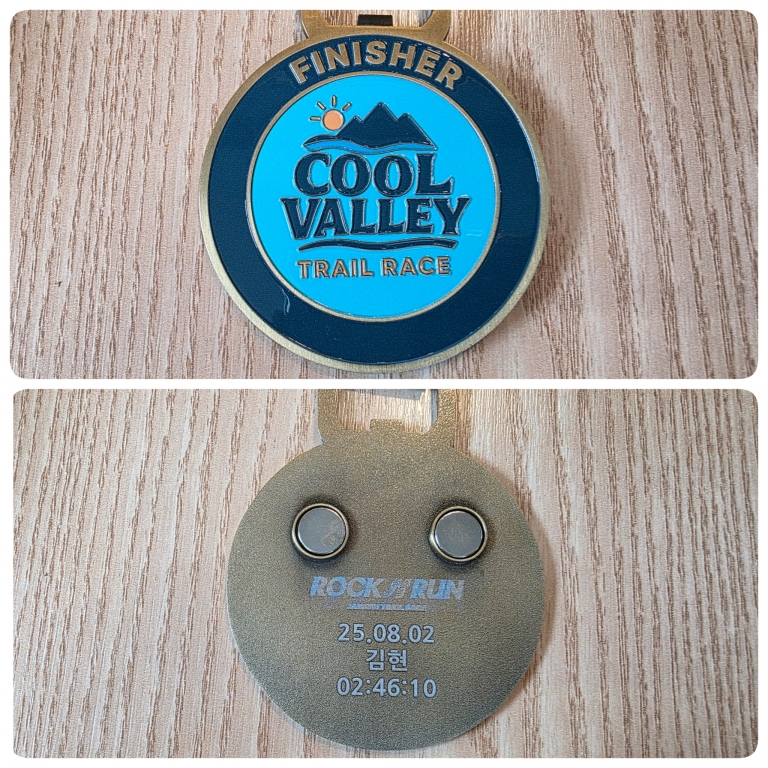 FINISHER
COOL
VALLEY
TRAIL RACE
ROCK N' RUN
25.08.02
김현
02:46:10